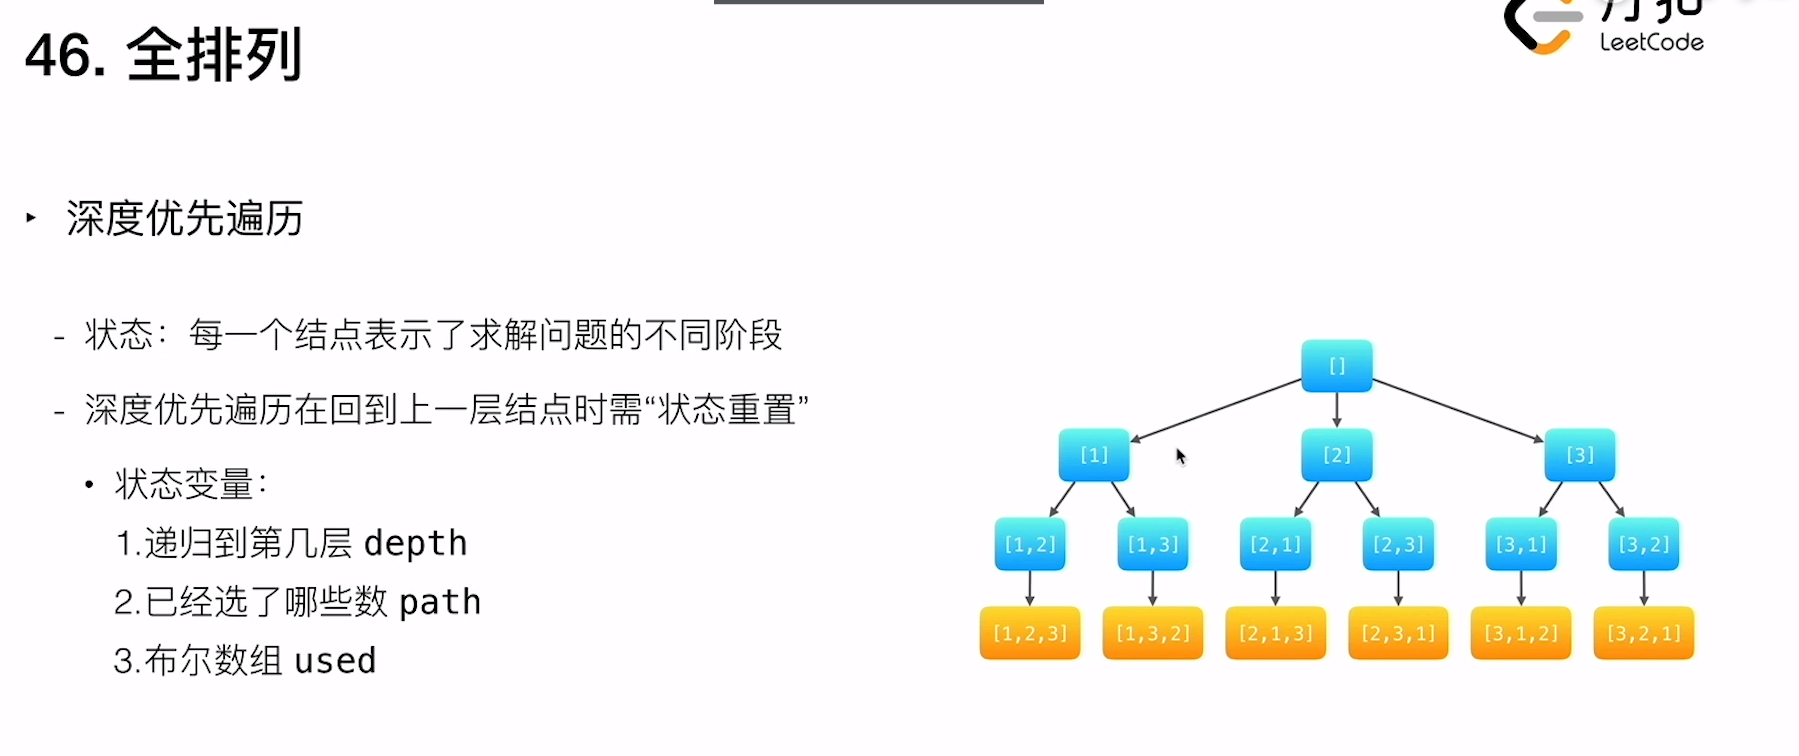 46. 全排列
力扣
LeetCode
‣ 深度优先遍历
- 状态：每一个结点表示了求解问题的不同阶段
- 深度优先遍历在回到上一层结点时需“状态重置”
• 状态变量：
1.递归到第几层 depth
2.已经选了哪些数 path
3.布尔数组 used
[]
[1] [2] [3]
[1,2] [1,3] [2,1] [2,3] [3,1] [3,2]
[1,2,3] [1,3,2] [2,1,3] [2,3,1] [3,1,2] [3,2,1]